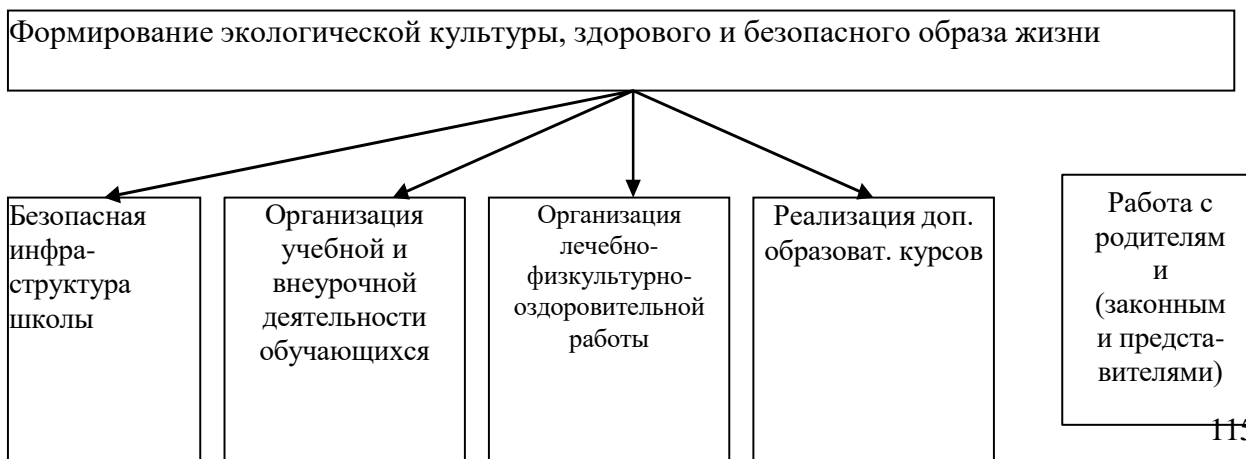 Формирование экологической культуры, здорового и безопасного образа жизни
Безопасная
инфра-
структура
школы
Организация
учебной и
внеурочной
деятельности
обучающихся
Организация
лечебно-
физкультурно-
оздоровительной
работы
Реализация доп.
образоват. курсов
Работа с
родителям
и
(законным
и предста-
вителями)
115